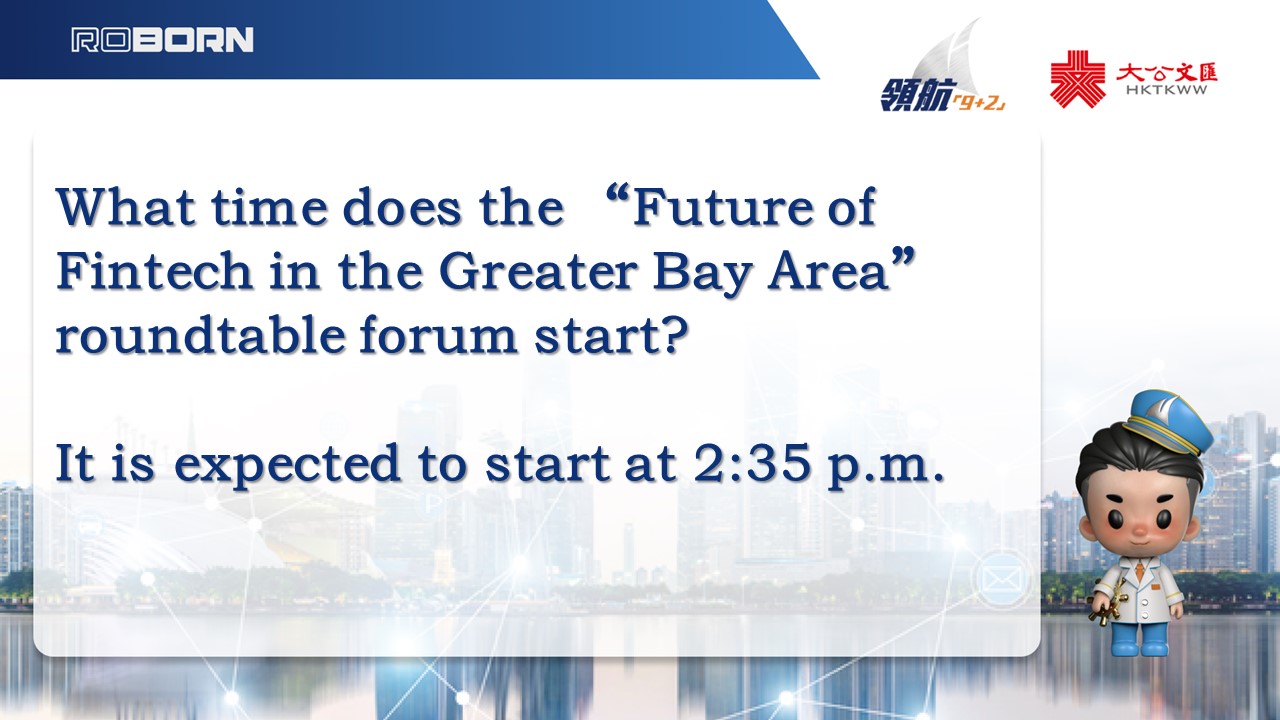 ROBORN
領航「9+2」
大公文匯
HKTKWW
What time does the “Future of
Fintech in the Greater Bay Area”
roundtable forum start?
It is expected to start at 2:35 p.m.